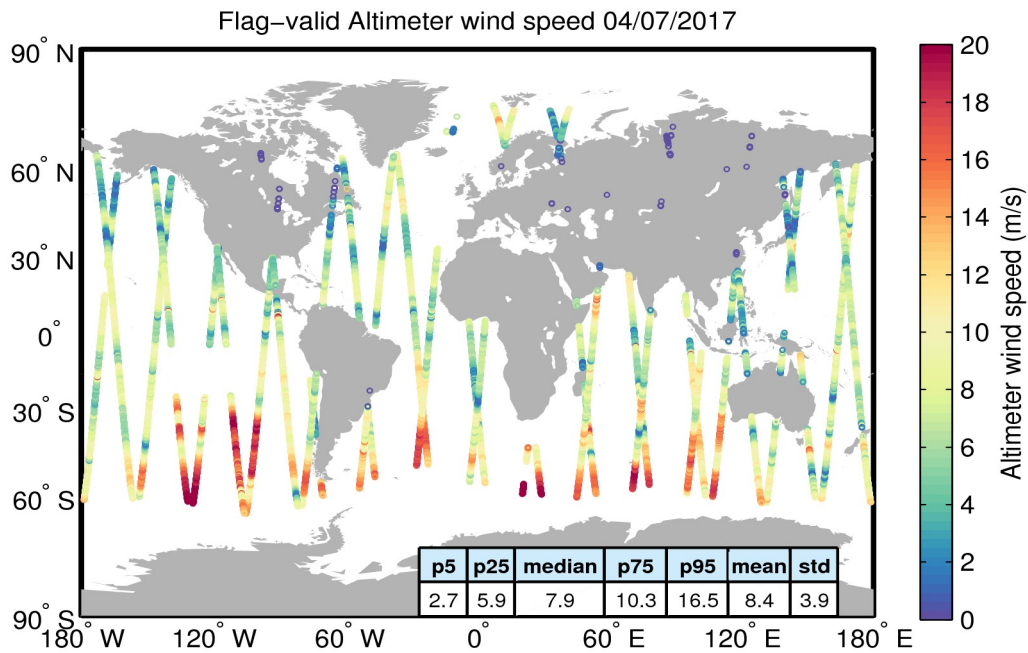 Flag−valid Altimeter wind speed 04/07/2017
90° N
60° N
30° N
0°
30° S
60° S
90° S
180° W
120° W
60° W
0°
60° E
120° E
180° E
p5 p25 median p75 p95 mean std
2.7 5.9 7.9 10.3 16.5 8.4 3.9
20
18
16
14
12
10
8
6
4
2
0
Altimeter wind speed (m/s)